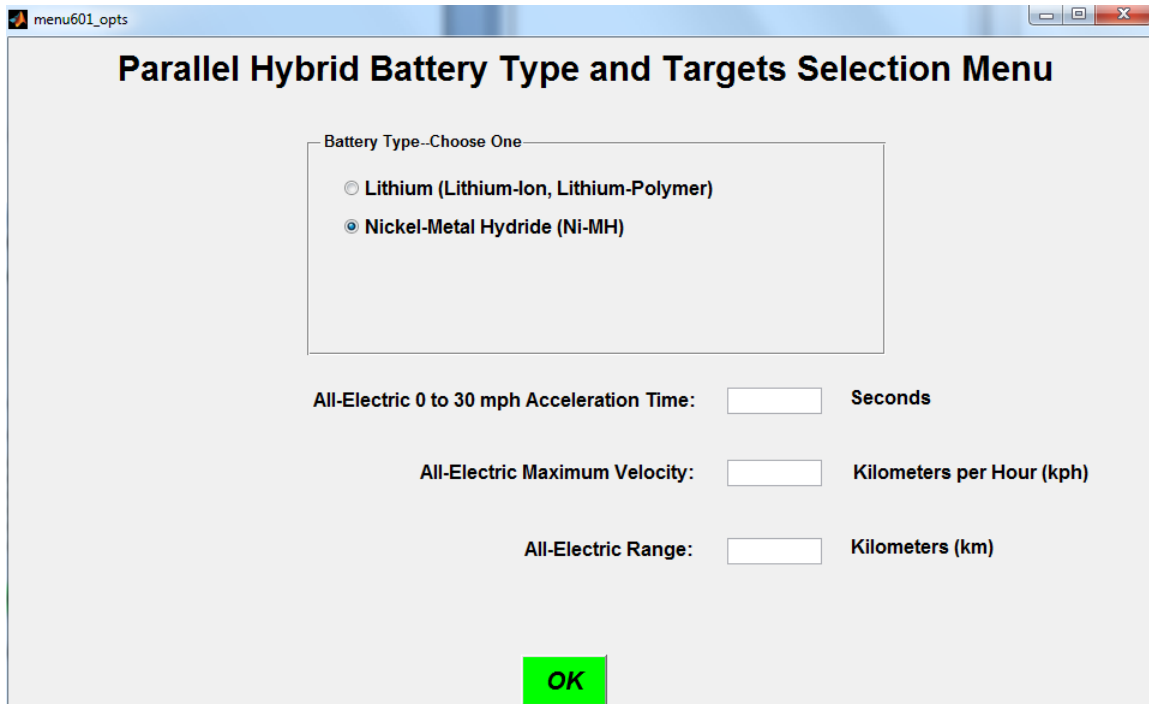 menu601_opts
Parallel Hybrid Battery Type and Targets Selection Menu
Battery Type--Choose One
Lithium (Lithium-Ion, Lithium-Polymer)
Nickel-Metal Hydride (Ni-MH)
All-Electric 0 to 30 mph Acceleration Time: Seconds
All-Electric Maximum Velocity: Kilometers per Hour (kph)
All-Electric Range: Kilometers (km)
OK